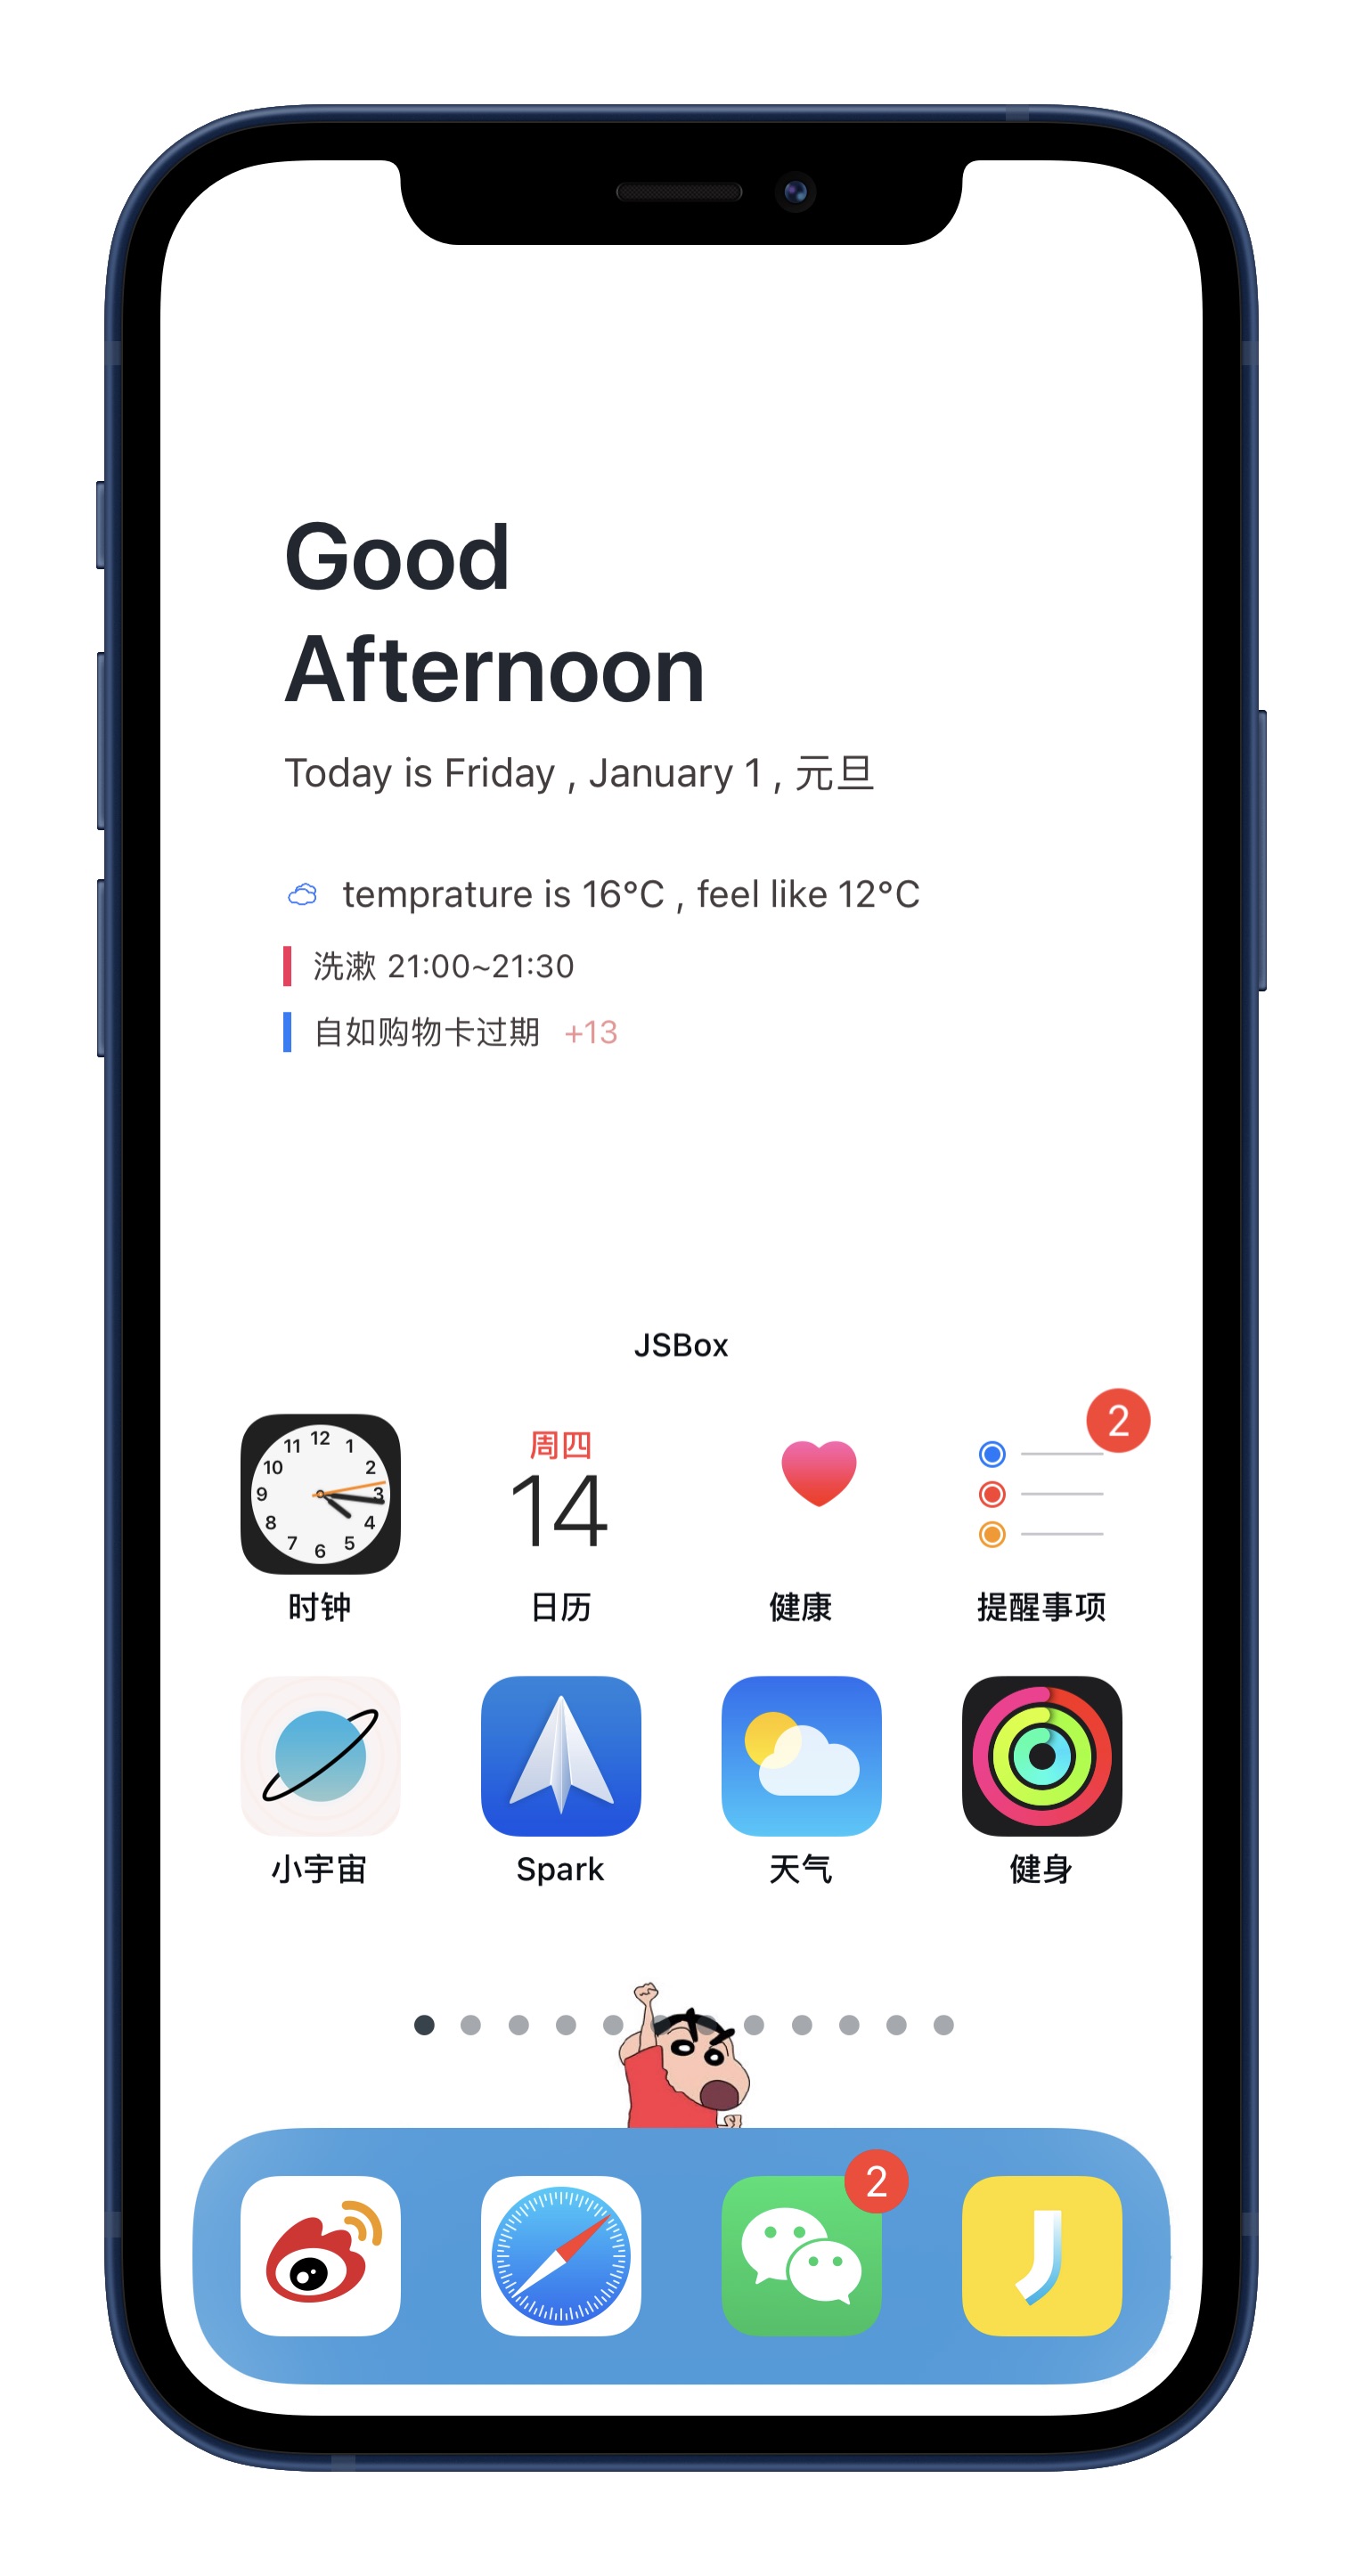 Good
Afternoon
Today is Friday , January 1 , 元旦
temprature is 16°C , feel like 12°C
洗漱 21:00~21:30
自如购物卡过期 +13
JSBox
12
11 1
10 2
9 3
8 4
7 5
6
周四
14
2
时钟 日历 健康 提醒事项
小宇宙 Spark 天气 健身
2